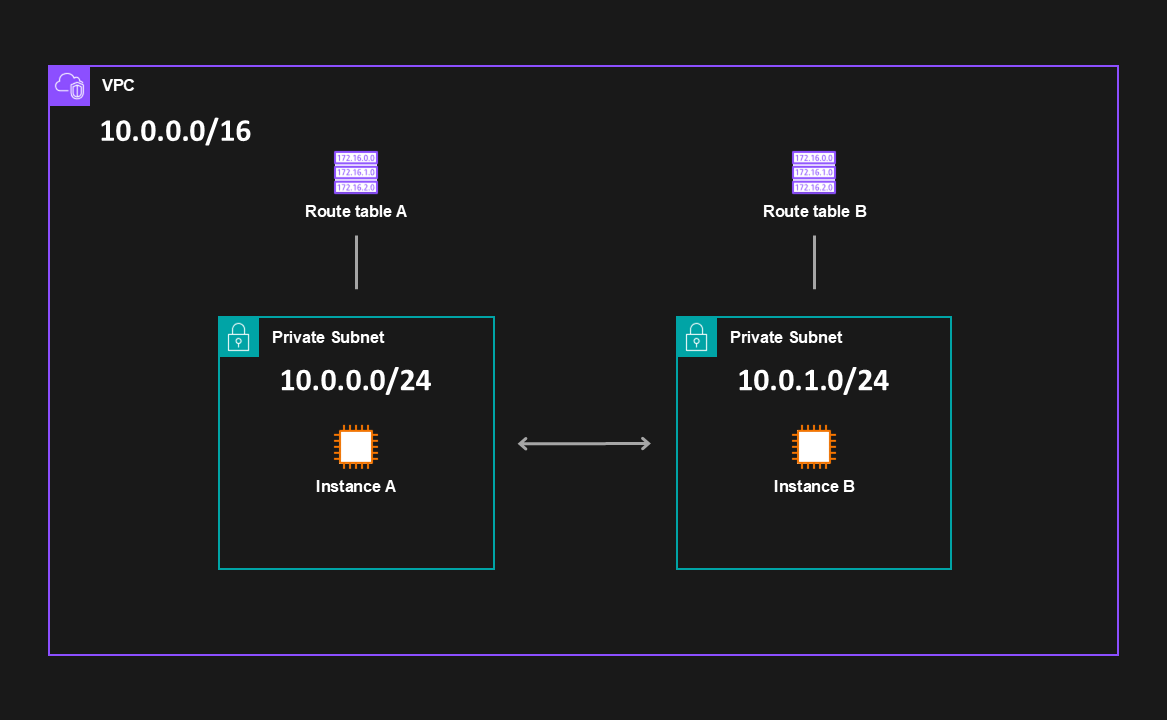 VPC
10.0.0.0/16
172.16.0.0
172.16.1.0
172.16.2.0
Route table A
172.16.0.0
172.16.1.0
172.16.2.0
Route table B
Private Subnet
10.0.0.0/24
Instance A
Private Subnet
10.0.1.0/24
Instance B